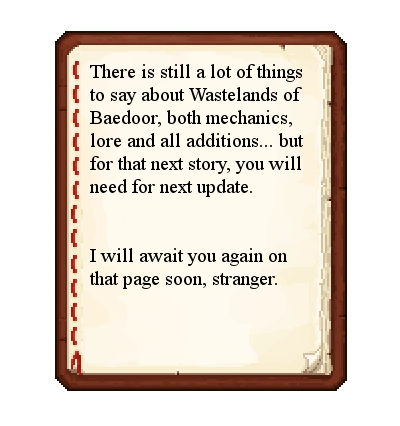 There is still a lot of things
to say about Wastelands of
Baedoor, both mechanics,
lore and all additions... but
for that next story, you will
need for next update.
I will await you again on
that page soon, stranger.